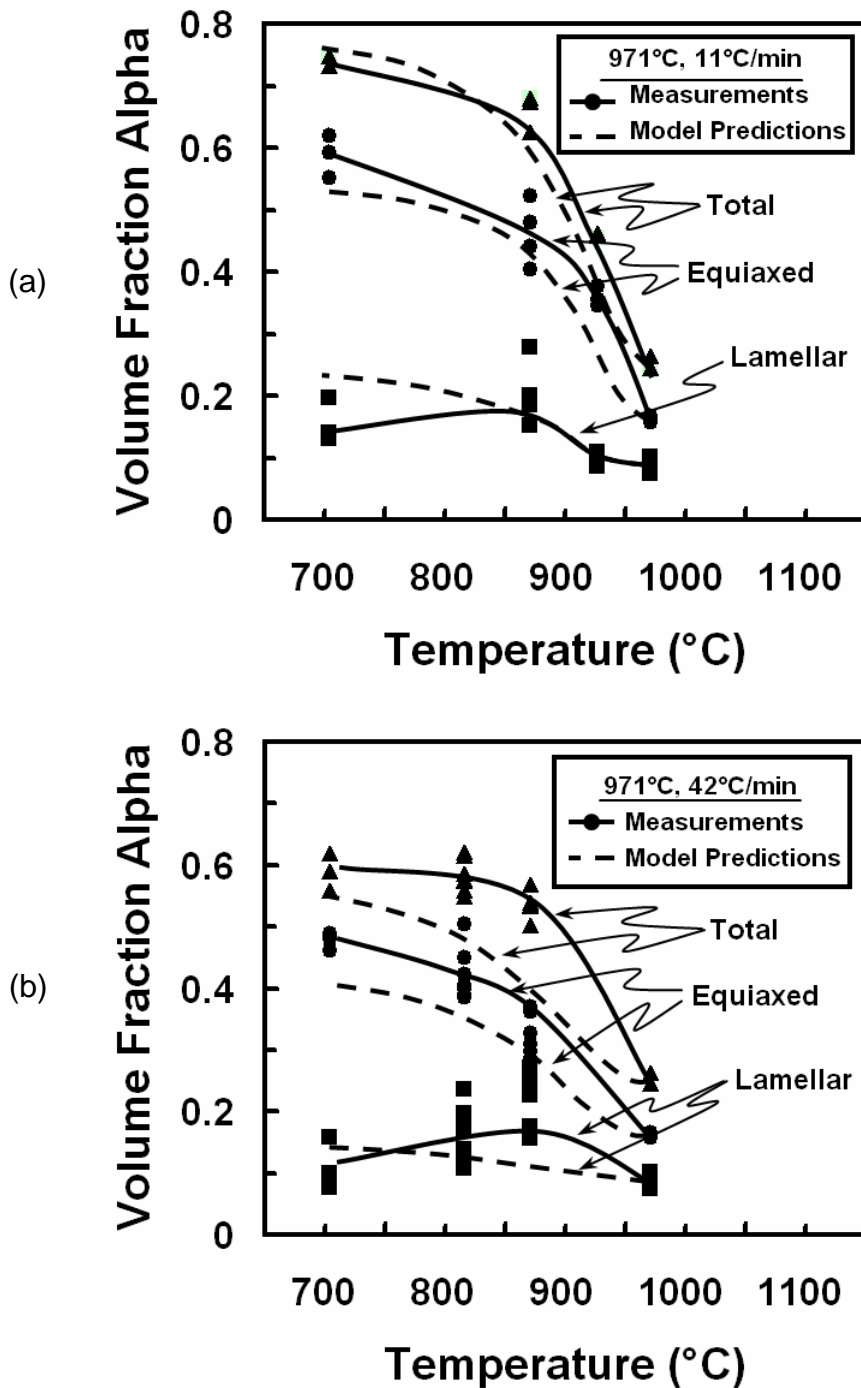 (a)
Volume Fraction Alpha
0.8
0.6
0.4
0.2
0
971°C, 11°C/min
Measurements
Model Predictions
Total
Equiaxed
Lamellar
700 800 900 1000 1100
Temperature (°C)
(b)
Volume Fraction Alpha
0.8
0.6
0.4
0.2
0
971°C, 42°C/min
Measurements
Model Predictions
Total
Equiaxed
Lamellar
700 800 900 1000 1100
Temperature (°C)